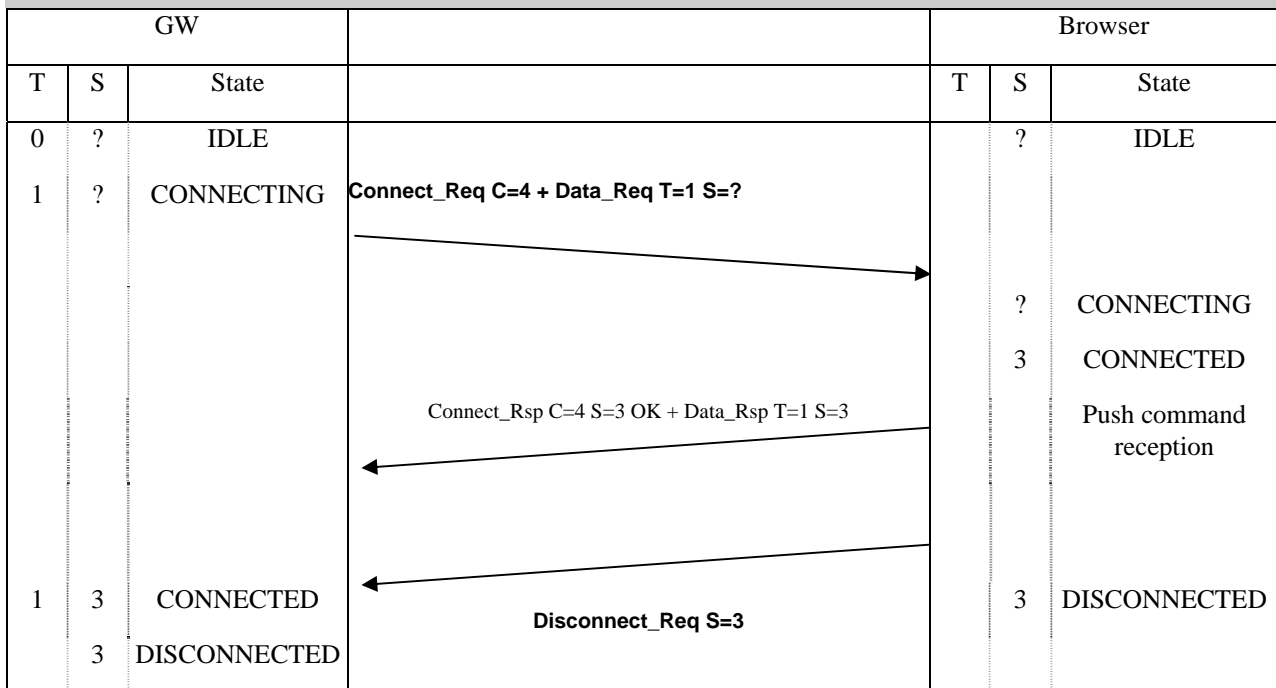 GW Browser
T S State T S State
0 ? IDLE ? IDLE
1 ? CONNECTING Connect_Req C=4 + Data_Req T=1 S=?
? CONNECTING
3 CONNECTED
Connect_Rsp C=4 S=3 OK + Data_Rsp T=1 S=3 Push command
reception
1 3 CONNECTED 3 DISCONNECTED
Disconnect_Req S=3
3 DISCONNECTED